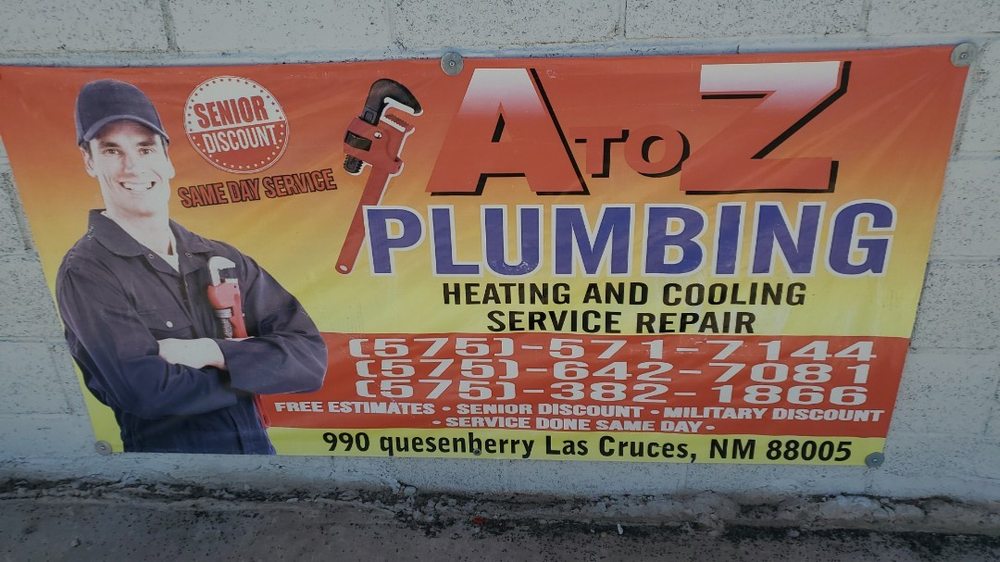 SENIOR
DISCOUNT
SAME DAY SERVICE
A TO Z
PLUMBING
HEATING AND COOLING
SERVICE REPAIR
(575)-571-7144
(575)-642-7081
(575)-382-1866
FREE ESTIMATES • SENIOR DISCOUNT • MILITARY DISCOUNT
• SERVICE DONE SAME DAY •
990 quesenberry Las Cruces, NM 88005